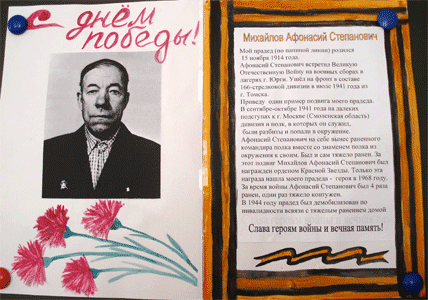 С днём
победы!
Михайлов Афонасий Степанович
Мой прадед (по папиной линии) родился
15 ноября 1914 года.
Афонасий Степанович встретил Великую
Отечественную Войну на военных сборах в
лагерях г. Юрги. Ушёл на фронт в составе
166-стрелковой дивизии в июле 1941 года из
г. Томска.
Приведу один пример подвига моего прадеда.
В сентябре-октябре 1941 года на далеких
подступах к г. Москве (Смоленская область)
дивизия и полк, в которых он служил,
были разбиты и попали в окружение.
Афонасий Степанович на себе вынес раненного
командира полка вместе со знаменем полка из
окружения к своим. Был и сам тяжело ранен. За
этот подвиг Михайлов Афонасий Степанович был
награжден орденом Красной Звезды. Только эта
награда нашла моего прадеда - героя в 1968 году.
За время войны Афонасий Степанович был 4 раза
ранен, один раз тяжело контужен.
В 1944 году прадед был демобилизован по
инвалидности в связи с тяжелым ранением домой
Слава героям войны и вечная память!